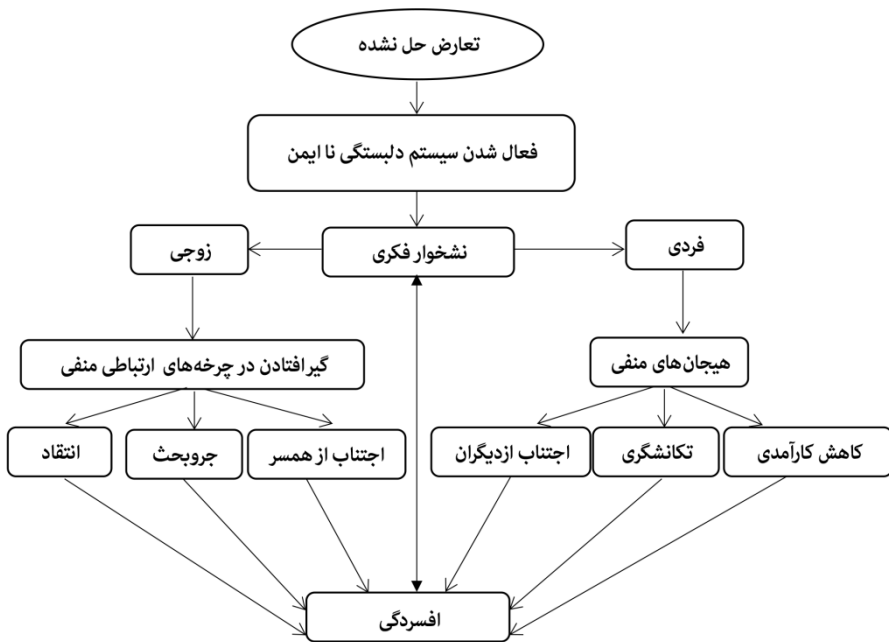 تعارض حل نشده
فعال شدن سیستم دلبستگی نا ایمن
فردی
نشخوار فکری
زوجی
هیجان‌های منفی
گیرافتادن در چرخه‌های ارتباطی منفی
کاهش کارآمدی
تکانشگری
اجتناب ازدیگران
اجتناب از همسر
جروبحث
انتقاد
افسردگی